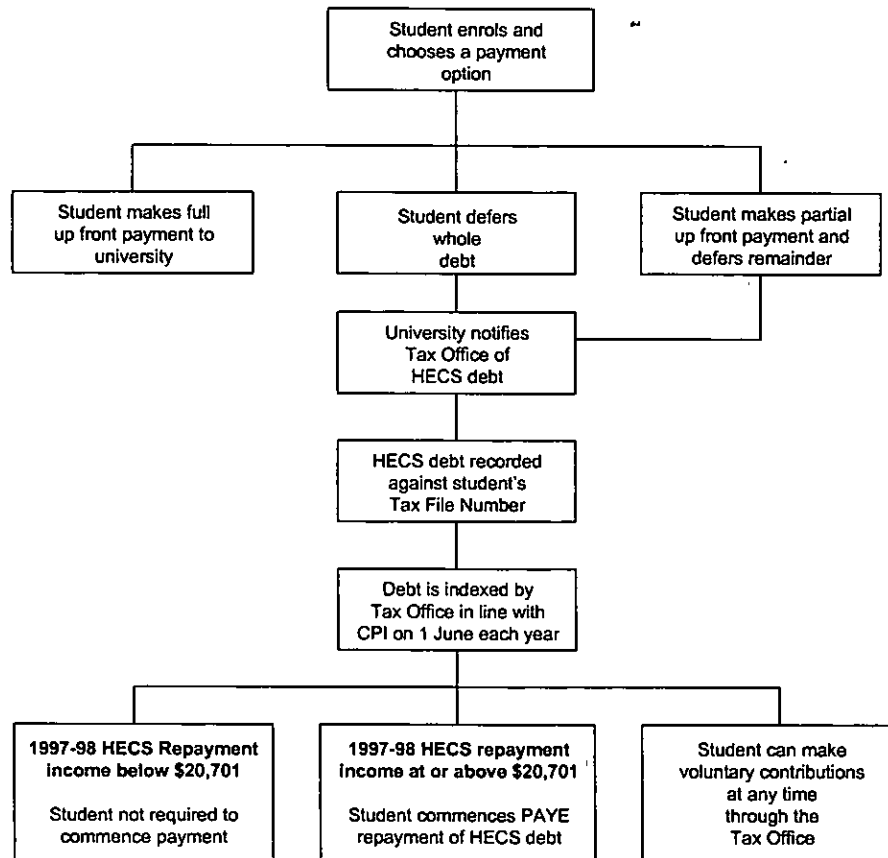 Student enrols and
chooses a payment
option
Student makes full
up front payment to
university
Student defers
whole
debt
Student makes partial
up front payment and
defers remainder
University notifies
Tax Office of
HECS debt
HECS debt recorded
against student's
Tax File Number
Debt is indexed by
Tax Office in line with
CPI on 1 June each year
1997-98 HECS Repayment
income below $20,701
Student not required to
commence payment
1997-98 HECS repayment
income at or above $20,701
Student commences PAYE
repayment of HECS debt
Student can make
voluntary contributions
at any time
through the
Tax Office